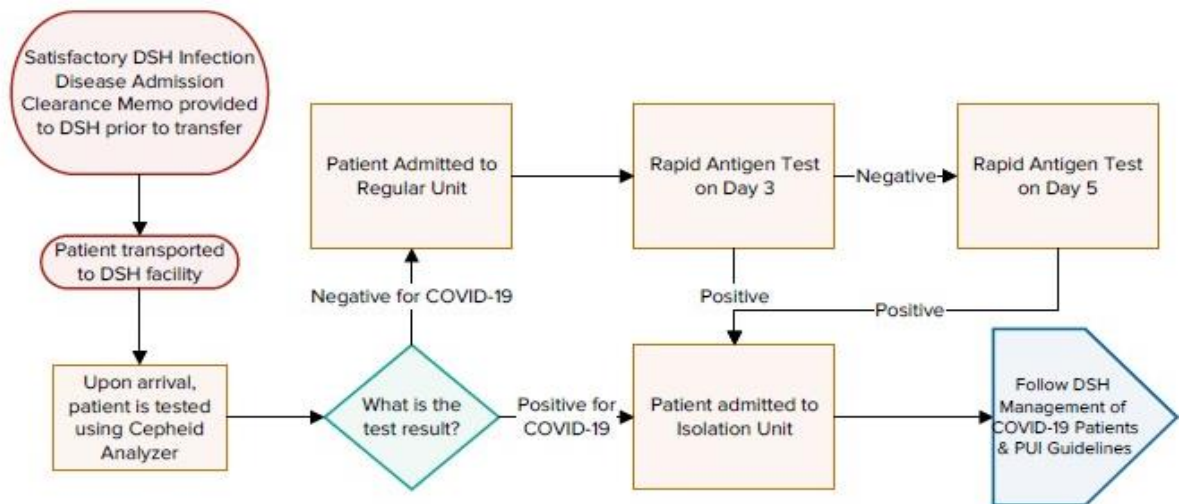 Satisfactory DSH Infection
Disease Admission
Clearance Memo provided
to DSH prior to transfer
Patient transported
to DSH facility
Upon arrival,
patient is tested
using Cepheid
Analyzer
What is the
test result?
Negative for COVID-19
Patient Admitted to
Regular Unit
Rapid Antigen Test
on Day 3
Negative
Rapid Antigen Test
on Day 5
Positive
Positive
Positive for
COVID-19
Patient admitted to
Isolation Unit
Follow DSH
Management of
COVID-19 Patients
& PUI Guidelines